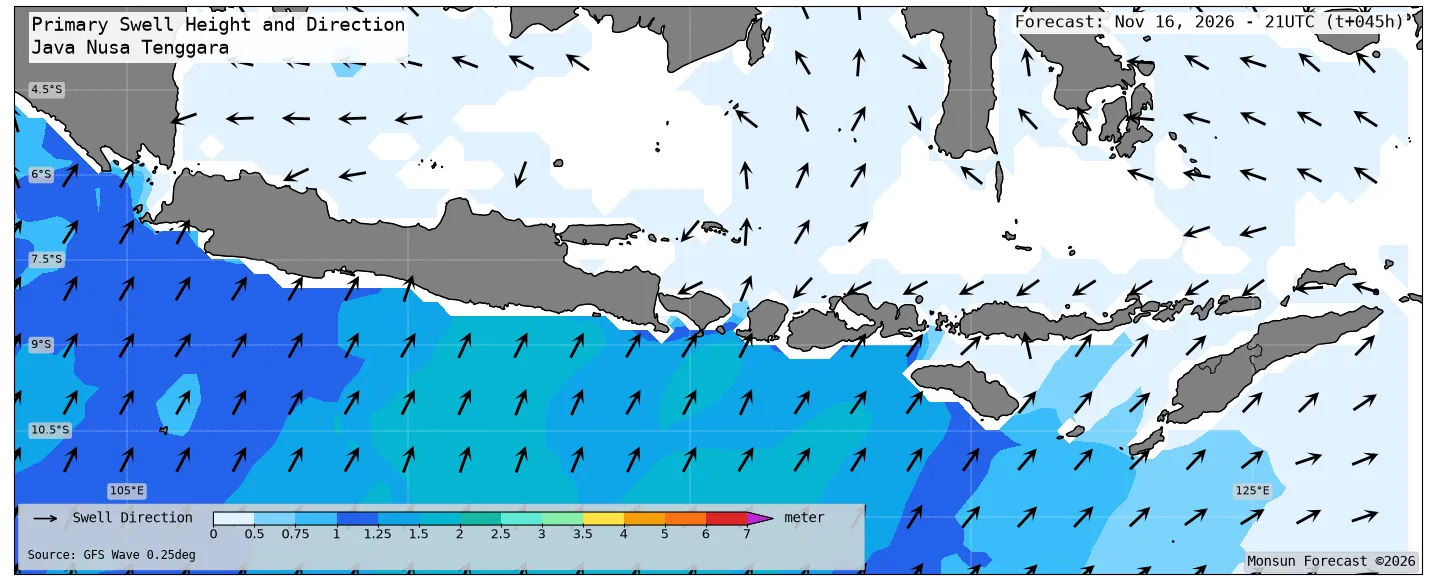 Primary Swell Height and Direction
Java Nusa Tenggara
Forecast: Nov 16, 2026 - 21UTC (t+045h)
4.5°S
6°S
7.5°S
9°S
10.5°S
105°E
125°E
Swell Direction
0 0.5 0.75 1 1.25 1.5 2 2.5 3 3.5 4 5 6 7
meter
Source: GFS Wave 0.25deg
Monsun Forecast ©2026